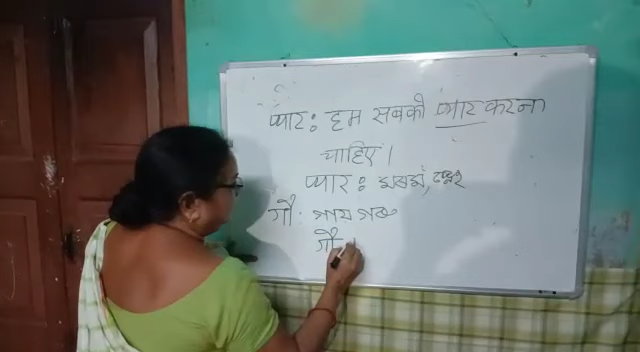 प्यार: हम सबको प्यार करना
चाहिए।
प्यार:
गौ.
गौ